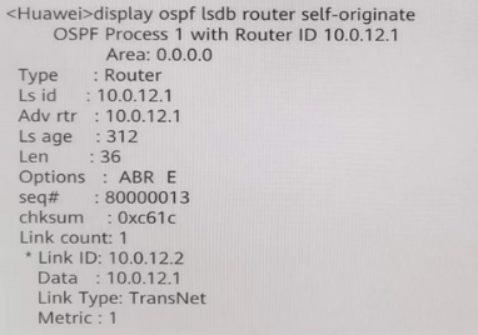 <Huawei>display ospf lsdb router self-originate
OSPF Process 1 with Router ID 10.0.12.1
Area: 0.0.0.0
Type : Router
Ls id : 10.0.12.1
Adv rtr : 10.0.12.1
Ls age : 312
Len : 36
Options : ABR E
seq# : 80000013
chksum : 0xc61c
Link count: 1
* Link ID: 10.0.12.2
Data : 10.0.12.1
Link Type: TransNet
Metric : 1